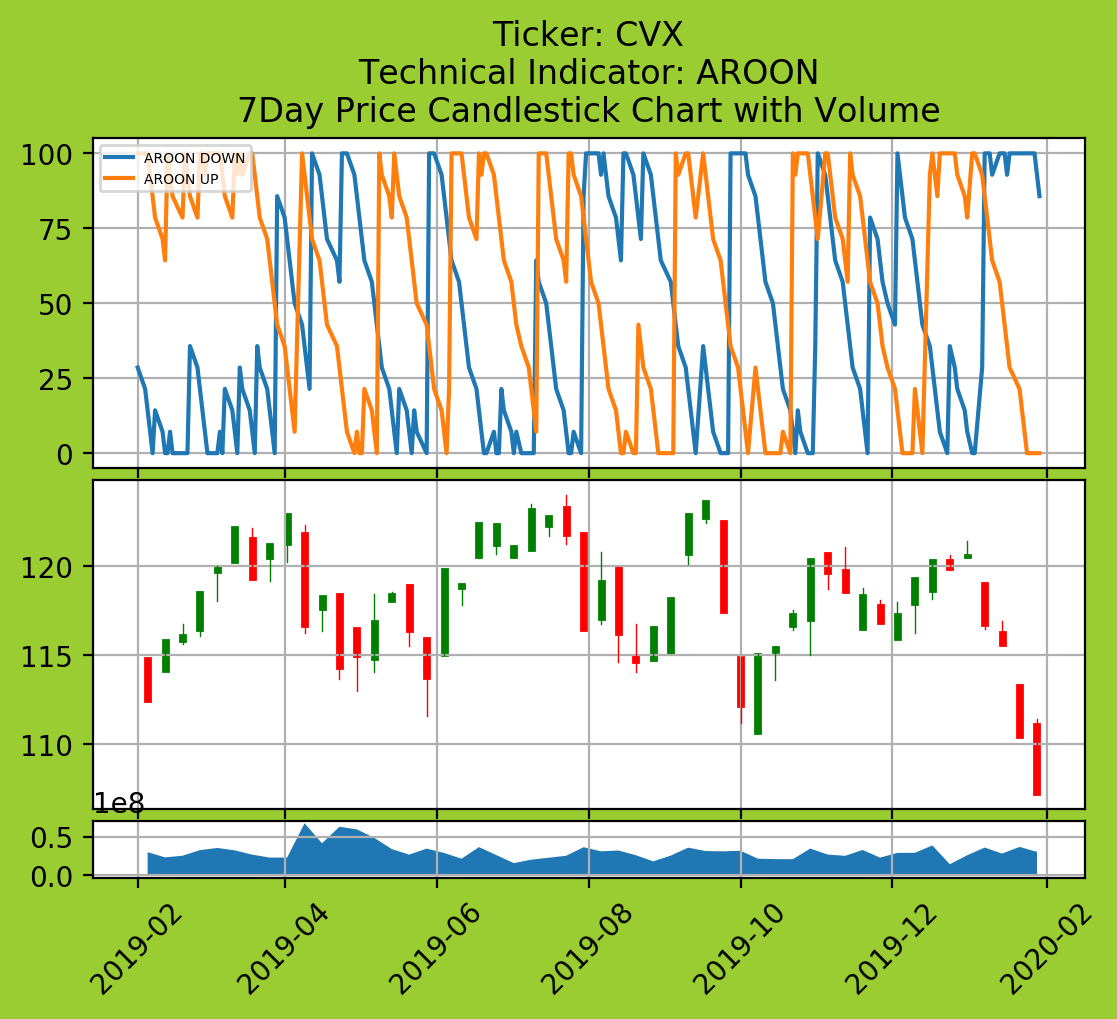 Ticker: CVX
Technical Indicator: AROON
7Day Price Candlestick Chart with Volume
100
75
50
25
0
AROON DOWN
AROON UP
120
115
110
1e8
0.5
0.0
2019-02
2019-04
2019-06
2019-08
2019-10
2019-12
2020-02